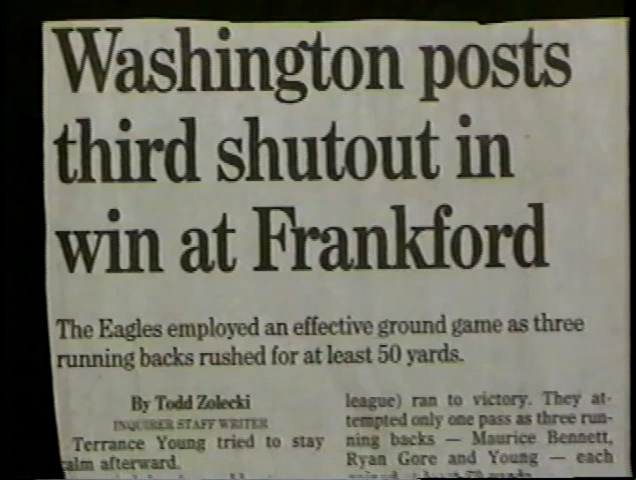 Washington posts
third shutout in
win at Frankford
The Eagles employed an effective ground game as three
running backs rushed for at least 50 yards.
By Todd Zolecki
INQUIRER STAFF WRITER
Terrance Young tried to stay
calm afterward.
league) ran to victory. They at-
tempted only one pass as three run-
ning backs — Maurice Bennett,
Ryan Gore and Young — each